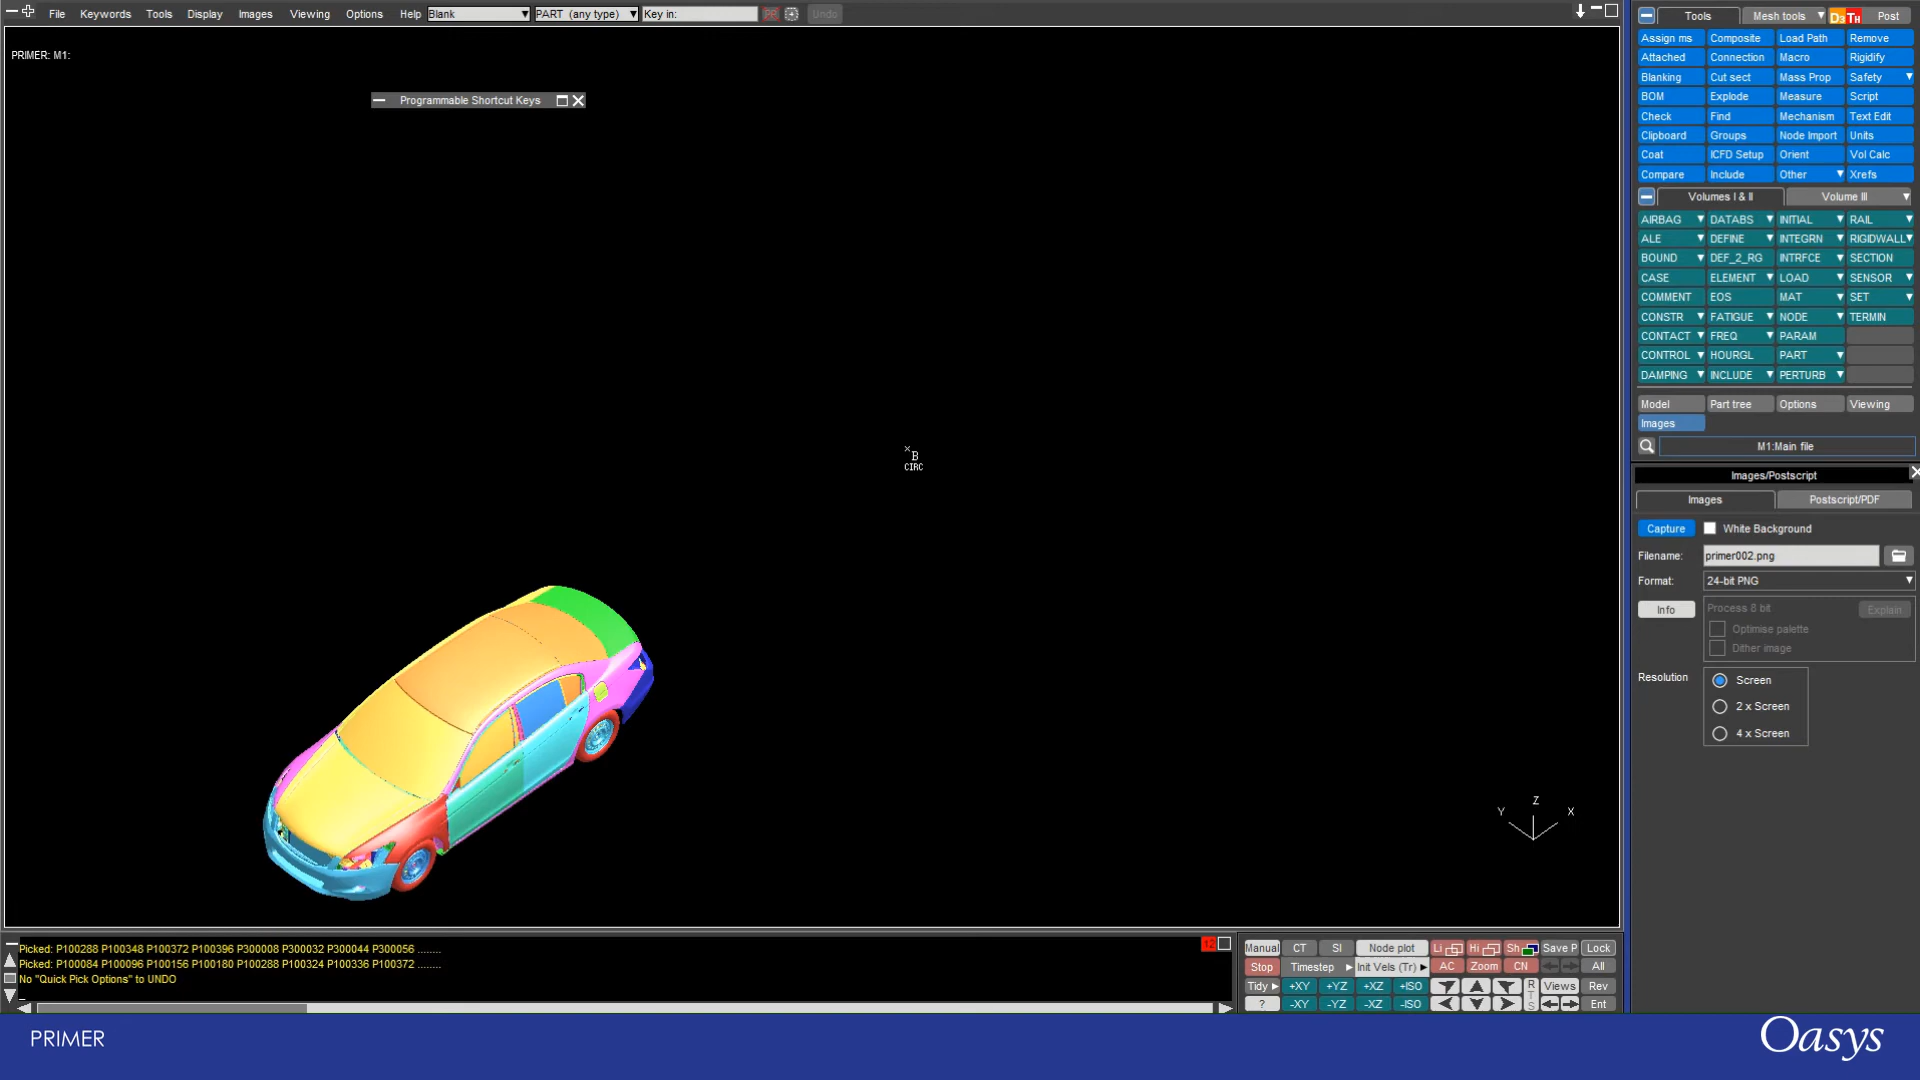 File Keywords Tools Display Images Viewing Options Help Blank PART (any type) Key in: Undo
PRIMER: M1:
Programmable Shortcut Keys
B
CIRC
Z
Y X
Tools Mesh tools D3 TH Post
Assign ms Composite Load Path Remove
Attached Connection Macro Rigidify
Blanking Cut sect Mass Prop Safety
BOM Explode Measure Script
Check Find Mechanism Text Edit
Clipboard Groups Node Import Units
Coat ICFD Setup Orient Vol Calc
Compare Include Other Xrefs
Volumes I & II Volume III
AIRBAG DATABS INITIAL RAIL
ALE DEFINE INTEGRN RIGIDWALL
BOUND DEF_2_RG INTRFCE SECTION
CASE ELEMENT LOAD SENSOR
COMMENT EOS MAT SET
CONSTR FATIGUE NODE TERMIN
CONTACT FREQ PARAM
CONTROL HOURGL PART
DAMPING INCLUDE PERTURB
Model Part tree Options Viewing
Images
M1:Main file
Images/Postscript
Images Postscript/PDF
Capture White Background
Filename: primer002.png
Format: 24-bit PNG
Info Process 8 bit Explain
Optimise palette
Dither image
Resolution Screen
2 x Screen
4 x Screen
Picked: P100288 P100348 P100372 P100396 P300008 P300032 P300044 P300056 ........
Picked: P100084 P100096 P100156 P100180 P100288 P100324 P100336 P100372 ........
No "Quick Pick Options" to UNDO
12
Manual CT SI Node plot Li Hi Sh Save P Lock
Stop Timestep Init Vels (Tr) AC Zoom CN All
Tidy +XY +YZ +XZ +ISO R Views Rev
? -XY -YZ -XZ -ISO T S Ent
PRIMER
Oasys